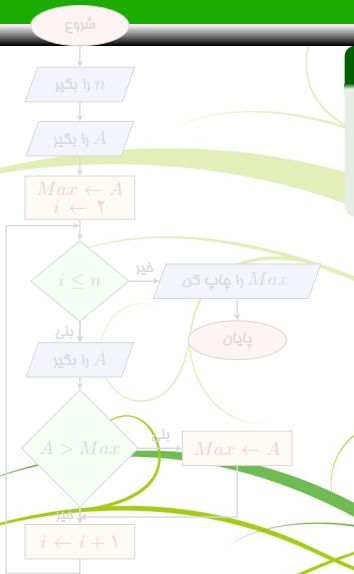 شروع
n را بگیر
A را بگیر
Max ← A
i ← ۲
i ≤ n
خیر
Max را چاپ کن
پایان
بلی
A را بگیر
A > Max
بلی
Max ← A
خیر
i ← i + ۱